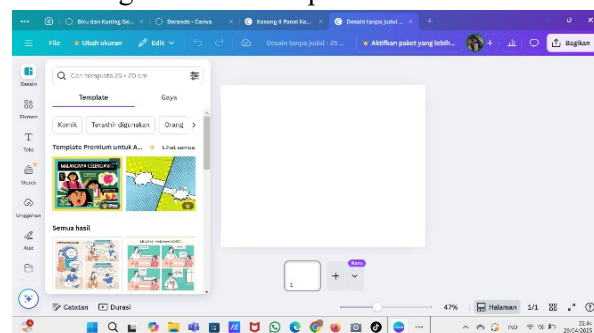 Biru dan Kuning Se...
Beranda - Canva
Kosong 4 Panel Ko...
Desain tanpa judul ...
File
Ubah ukuran
Edit
Desain tanpa judul - 25 ...
Aktifkan paket yang lebih...
Bagikan
Desain
Elemen
Teks
Merek
Unggahan
Alat
Cari template 25 × 20 cm
Template Gaya
Komik Terakhir digunakan Orang
Template Premium untuk A... Lihat semua
Semua hasil
1
Baru
Catatan Durasi
47% Halaman 1/1
IND
22.44
29/04/2025